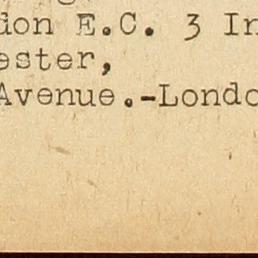 don E.C. 3 In
ester,
Avenue.-Londo